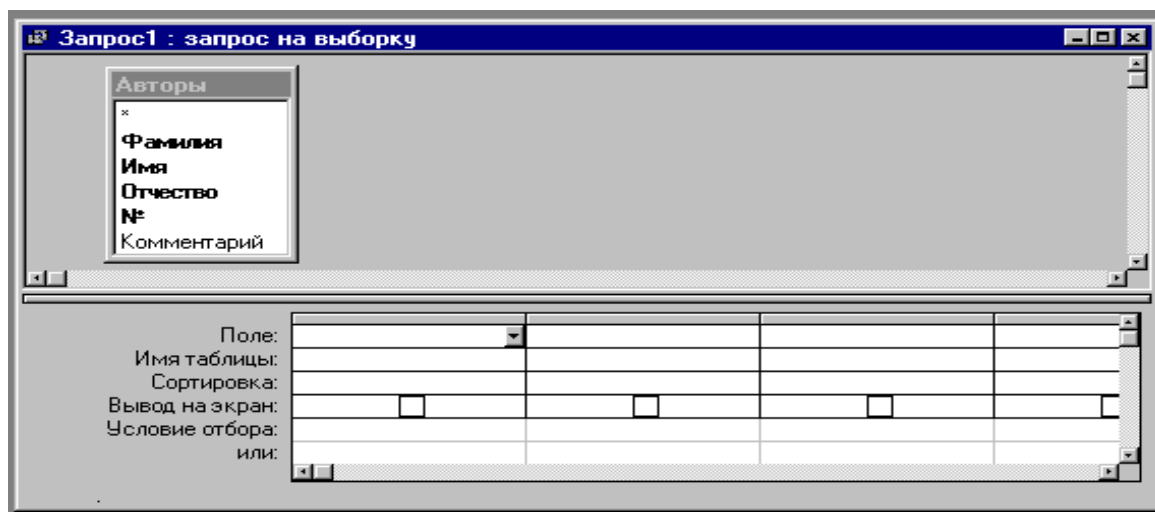 Запрос1 : запрос на выборку
Авторы
*
Фамилия
Имя
Отчество
№
Комментарий
Поле:
Имя таблицы:
Сортировка:
Вывод на экран:
Условие отбора:
или: